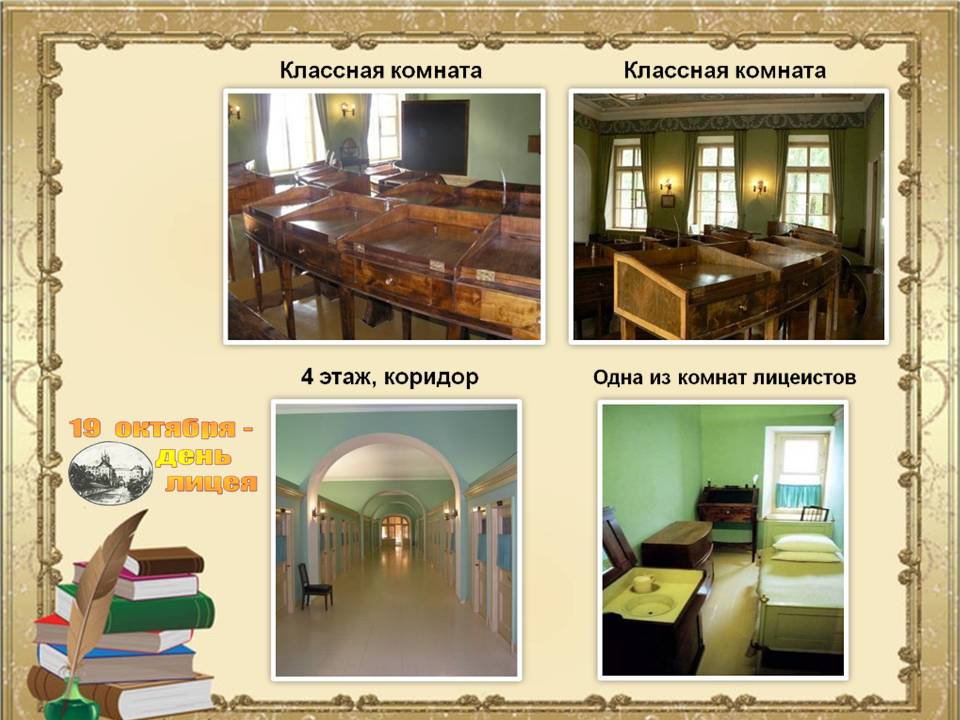 Классная комната
Классная комната
4 этаж, коридор
Одна из комнат лицеистов
19 октября -
день
лицея